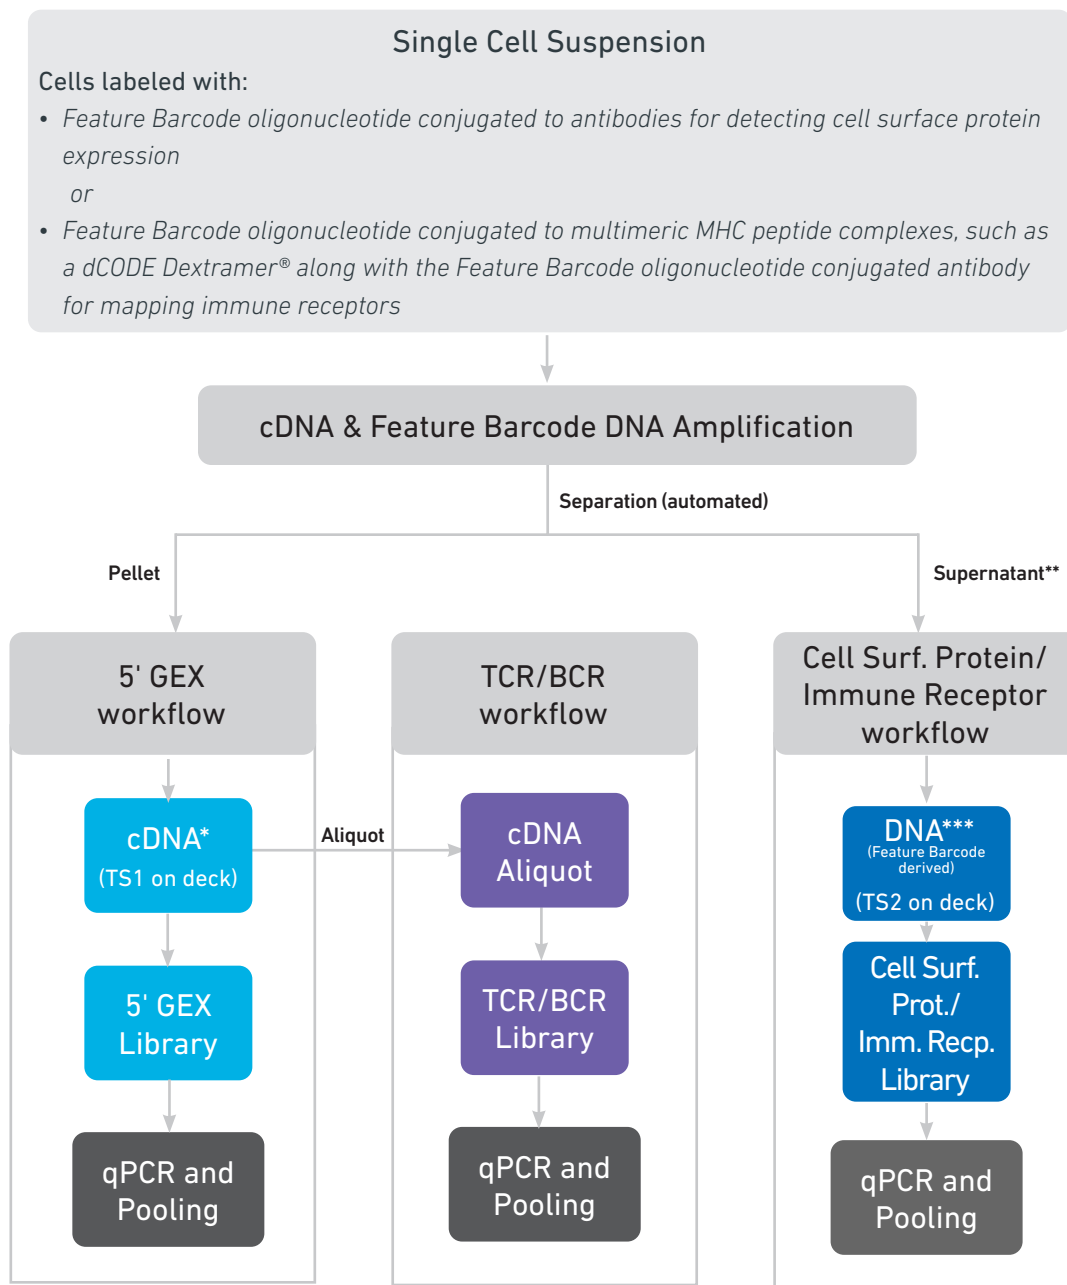 Single Cell Suspension
Cells labeled with:
• Feature Barcode oligonucleotide conjugated to antibodies for detecting cell surface protein
expression
or
• Feature Barcode oligonucleotide conjugated to multimeric MHC peptide complexes, such as
a dCODE Dextramer® along with the Feature Barcode oligonucleotide conjugated antibody
for mapping immune receptors
cDNA & Feature Barcode DNA Amplification
Separation (automated)
Pellet
Supernatant**
5' GEX
workflow
cDNA*
(TS1 on deck)
5' GEX
Library
qPCR and
Pooling
Aliquot
TCR/BCR
workflow
cDNA
Aliquot
TCR/BCR
Library
qPCR and
Pooling
Cell Surf. Protein/
Immune Receptor
workflow
DNA***
(Feature Barcode
derived)
(TS2 on deck)
Cell Surf.
Prot./
Imm. Recp.
Library
qPCR and
Pooling